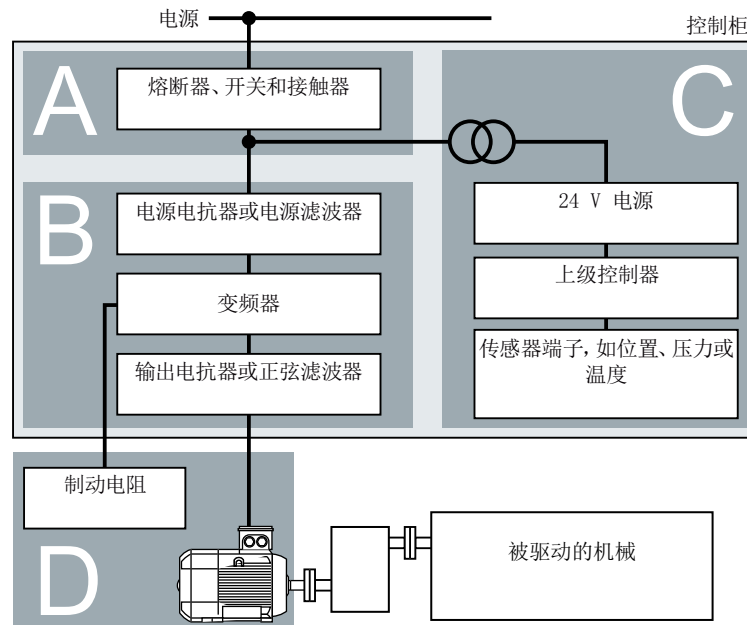 电源
控制柜
A
熔断器、开关和接触器
C
B
电源电抗器或电源滤波器
24 V 电源
变频器
上级控制器
输出电抗器或正弦滤波器
传感器端子，如位置、压力或
温度
制动电阻
D
被驱动的机械